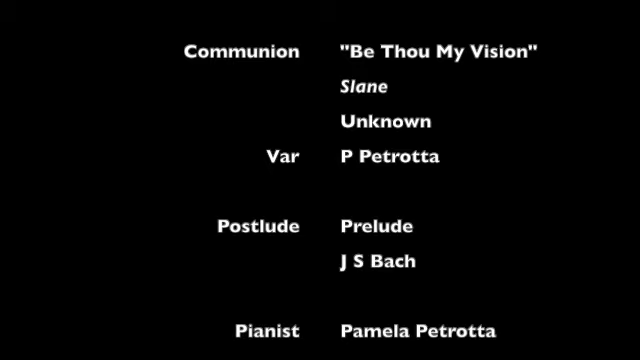 Communion "Be Thou My Vision"
Slane
Unknown
Var P Petrotta
Postlude Prelude
J S Bach
Pianist Pamela Petrotta